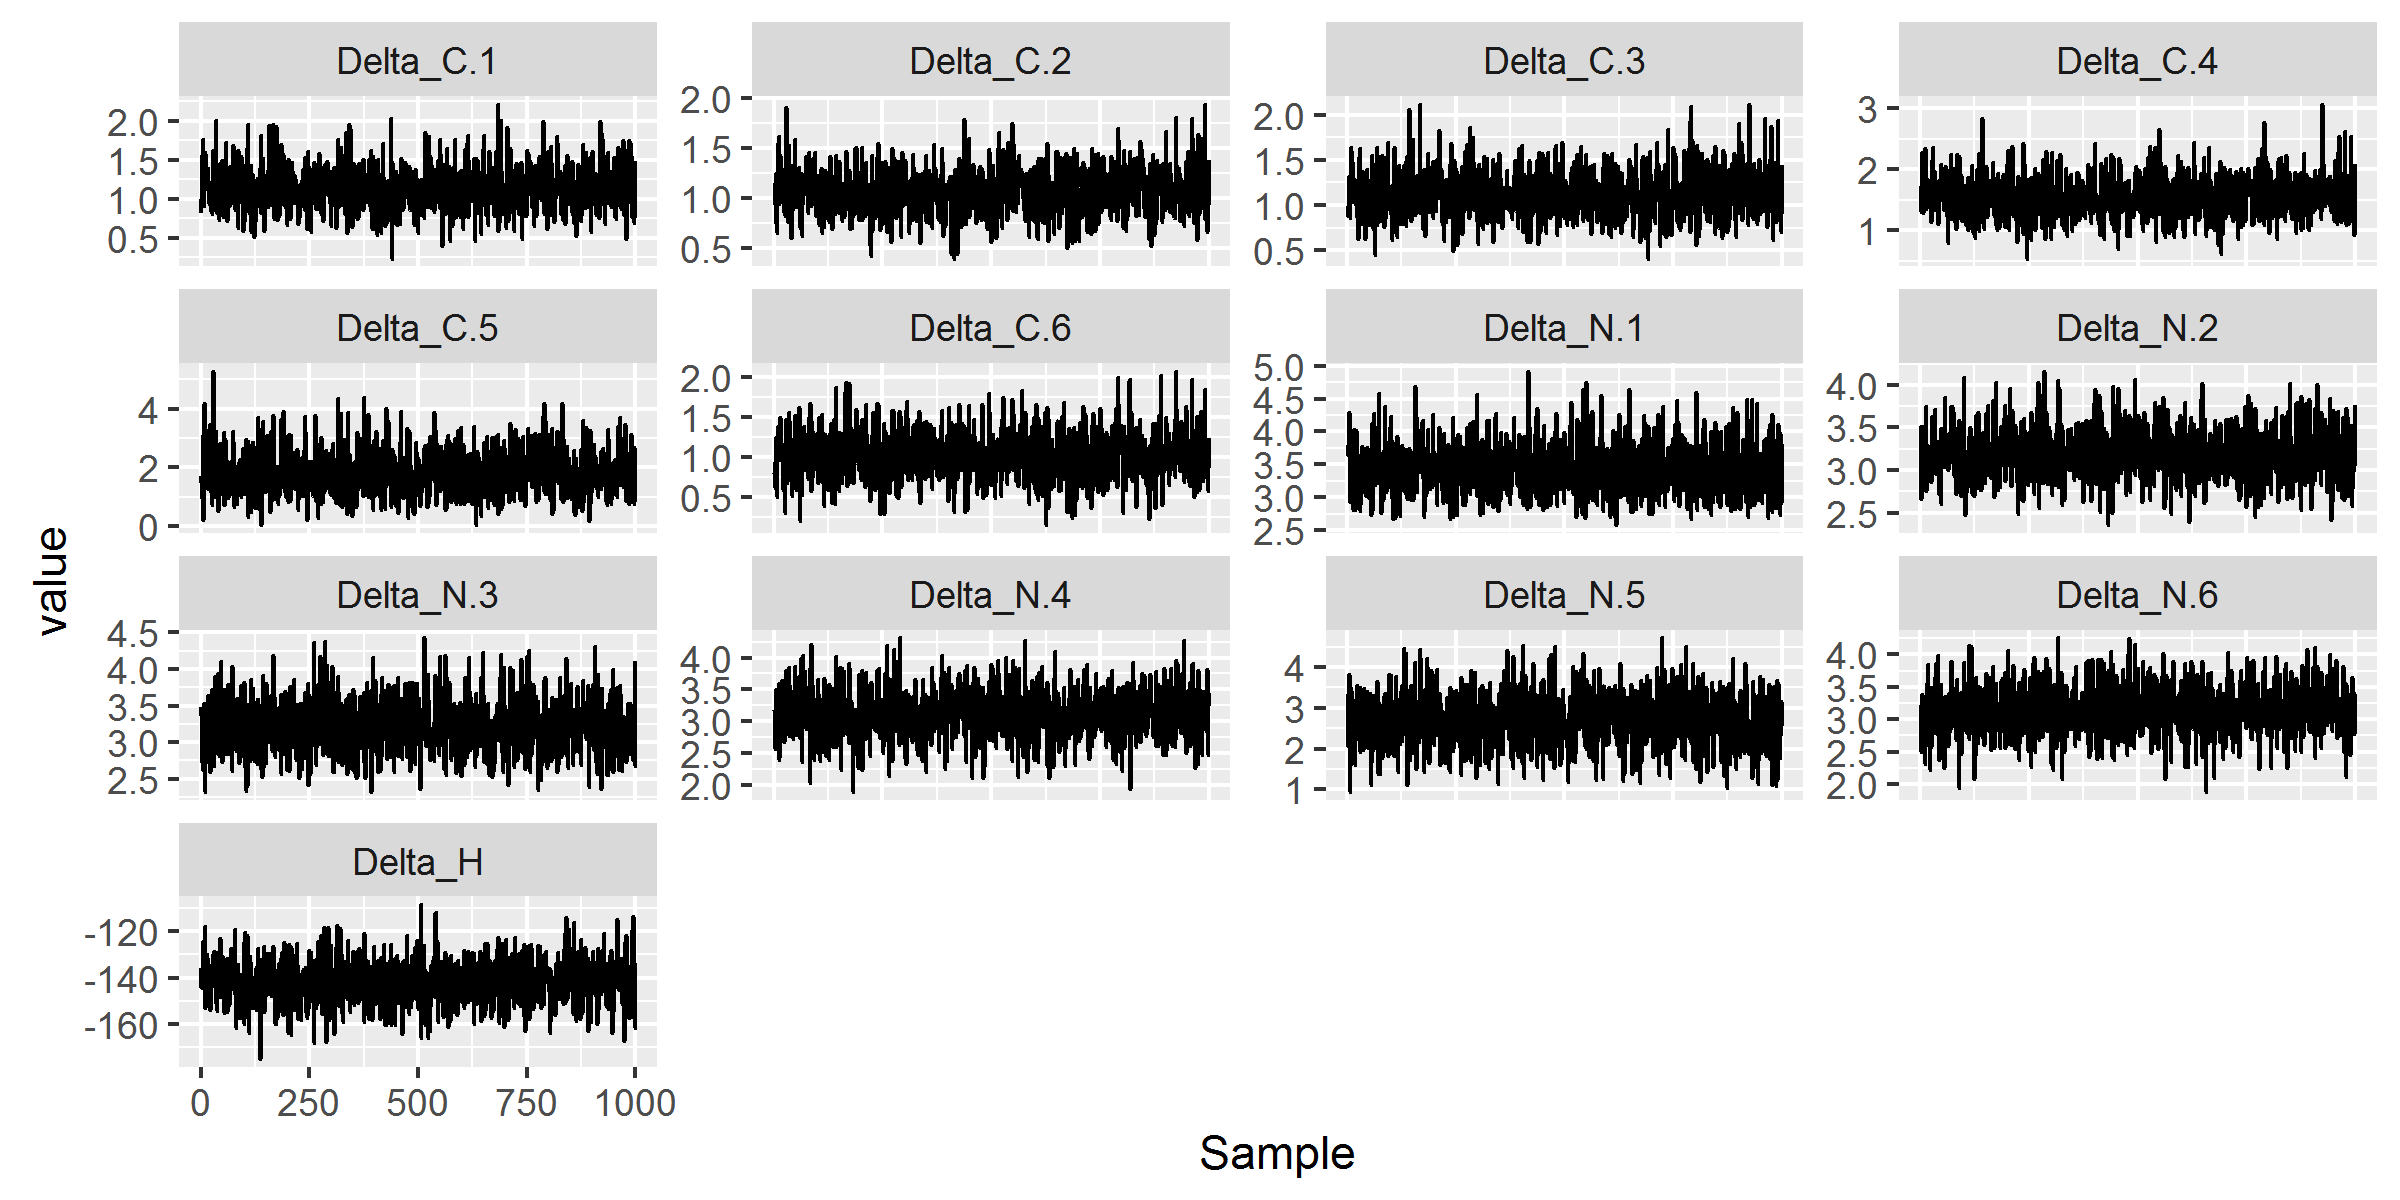 Delta_C.1 Delta_C.2 Delta_C.3 Delta_C.4
2.0 1.5 1.0 0.5
2.0 1.5 1.0 0.5
2.0 1.5 1.0 0.5
3 2 1
Delta_C.5 Delta_C.6 Delta_N.1 Delta_N.2
4 2 0
2.0 1.5 1.0 0.5
5.0 4.5 4.0 3.5 3.0 2.5
4.0 3.5 3.0 2.5
value
Delta_N.3 Delta_N.4 Delta_N.5 Delta_N.6
4.5 4.0 3.5 3.0 2.5
4.0 3.5 3.0 2.5 2.0
4 3 2 1
4.0 3.5 3.0 2.5 2.0
Delta_H
-120 -140 -160
0 250 500 750 1000
Sample